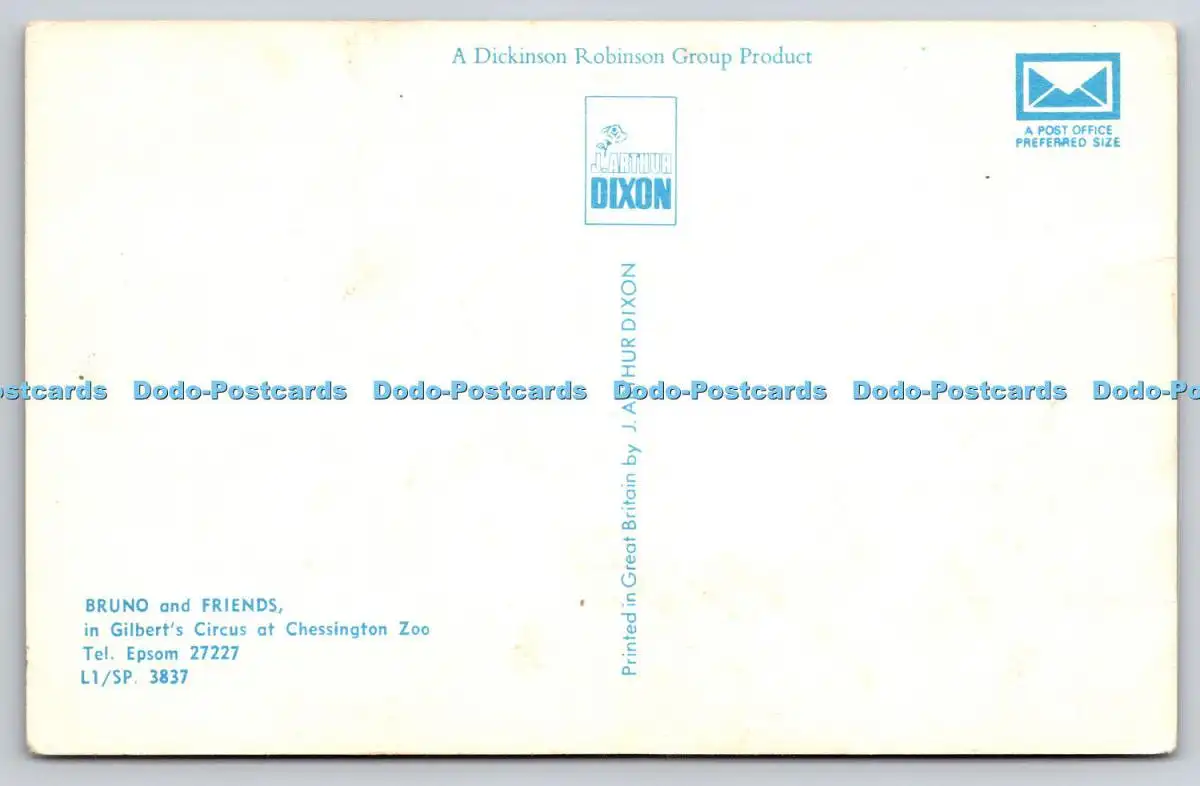 A Dickinson Robinson Group Product
A POST OFFICE
PREFERRED SIZE
J. ARTHUR
DIXON
Printed in Great Britain by J. ARTHUR DIXON
Dodo-Postcards Dodo-Postcards Dodo-Postcards Dodo-Postcards
BRUNO and FRIENDS,
in Gilbert's Circus at Chessington Zoo
Tel. Epsom 27227
L1/SP. 3837